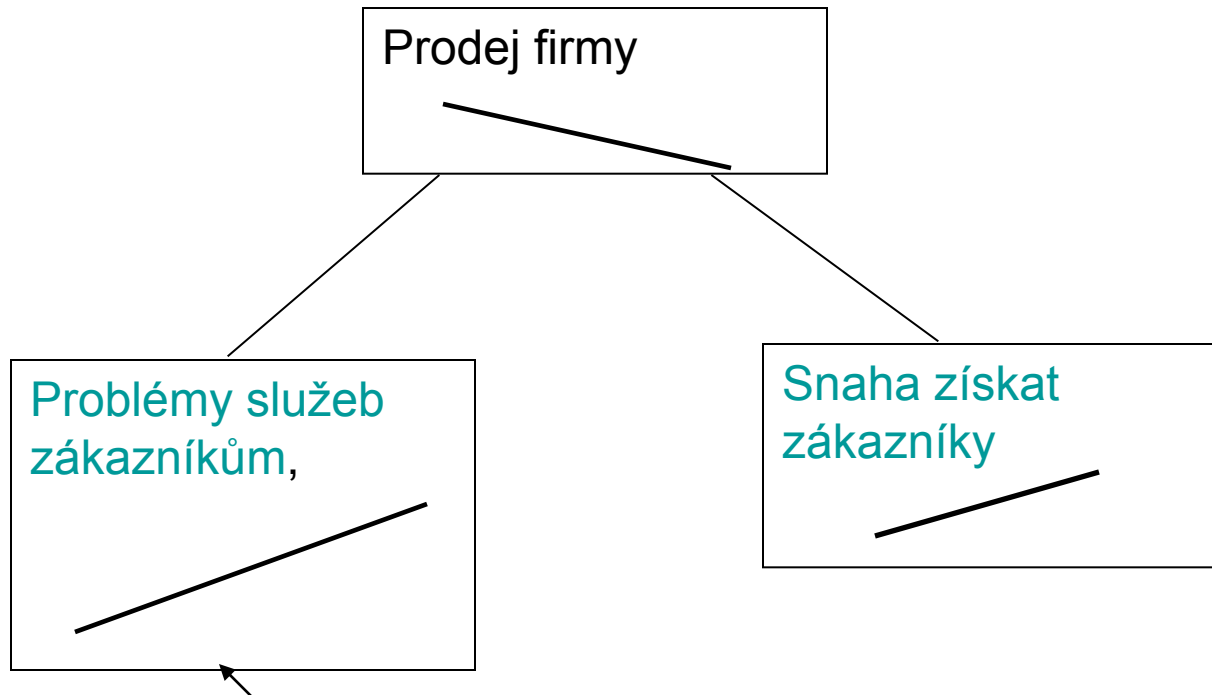 Prodej firmy
Problémy služeb
zákazníkům,
Snaha získat
zákazníky